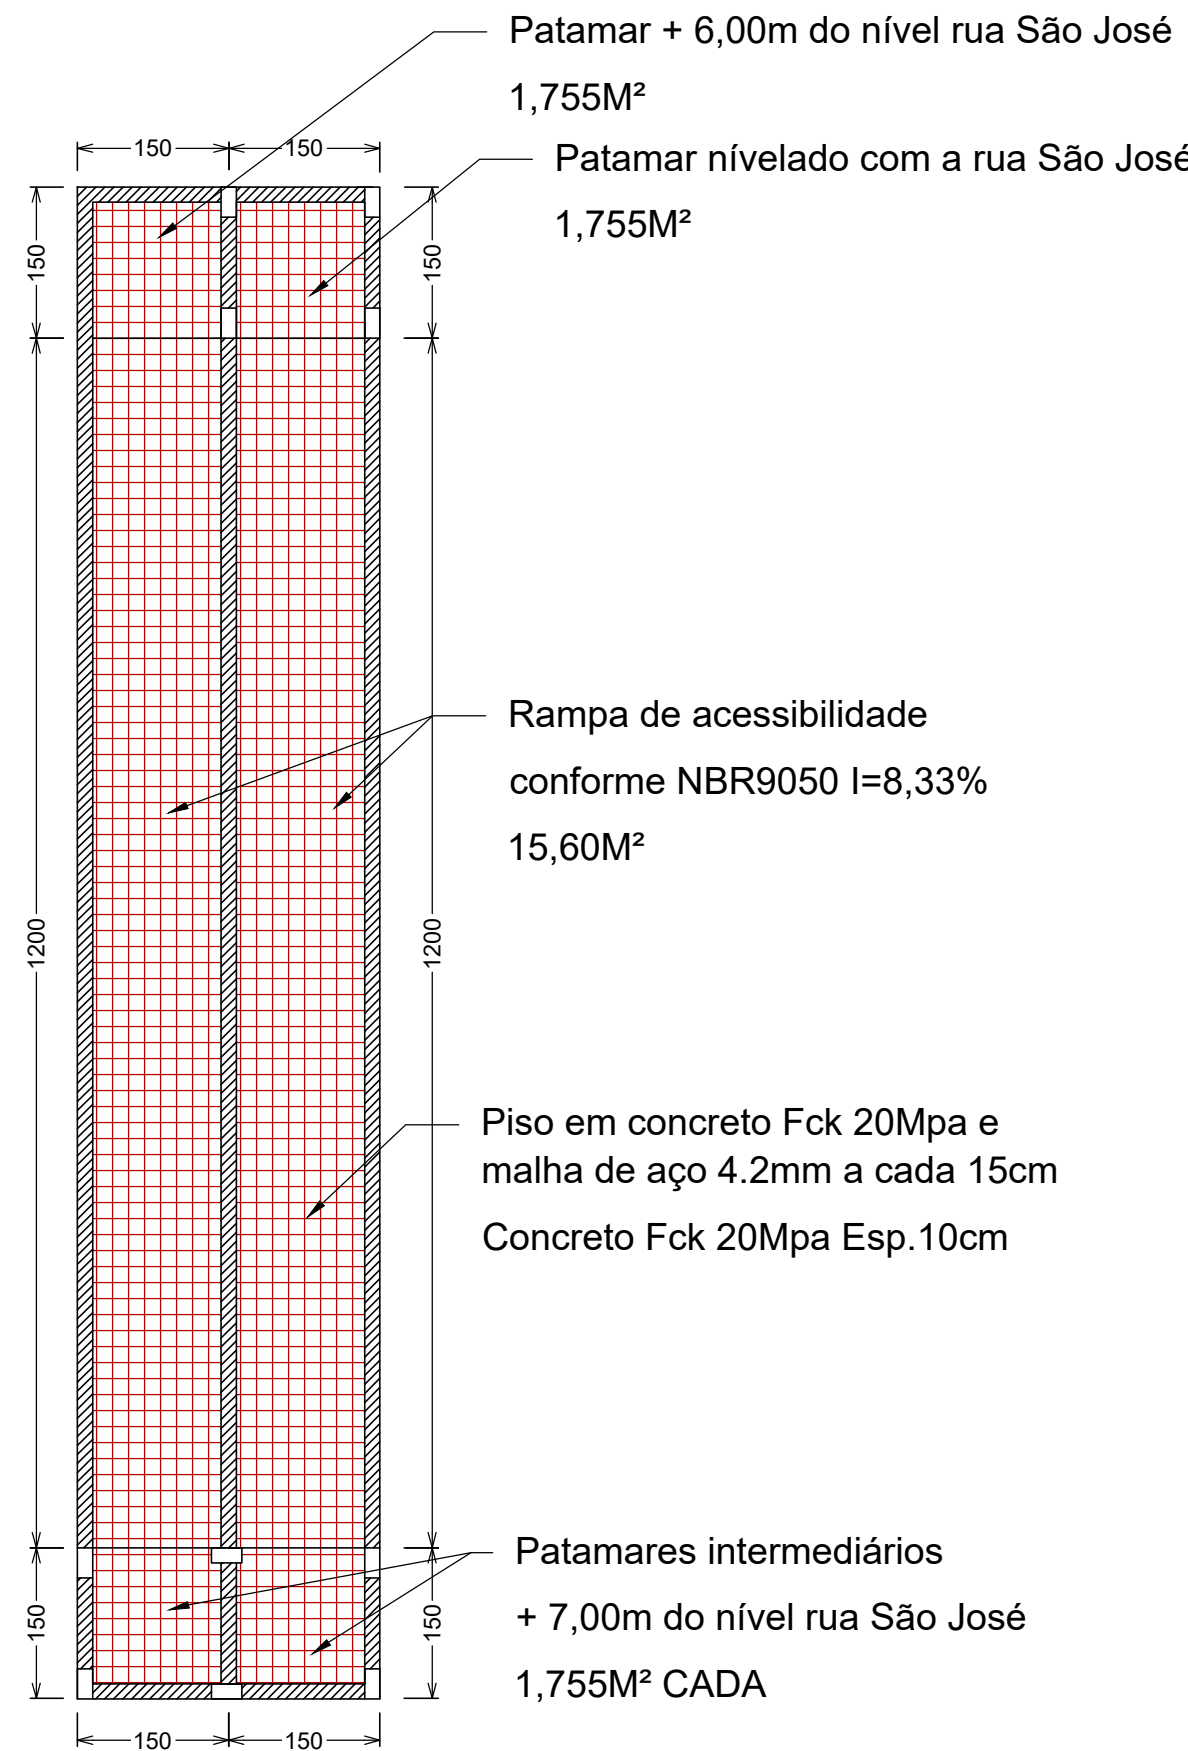 Patamar + 6,00m do nível rua São José
1,755M²
150
150
Patamar nívelado com a rua São José
1,755M²
150
150
Rampa de acessibilidade
conforme NBR9050 I=8,33%
15,60M²
1200
1200
Piso em concreto Fck 20Mpa e
malha de aço 4.2mm a cada 15cm
Concreto Fck 20Mpa Esp.10cm
Patamares intermediários
+ 7,00m do nível rua São José
1,755M² CADA
150
150
150
150